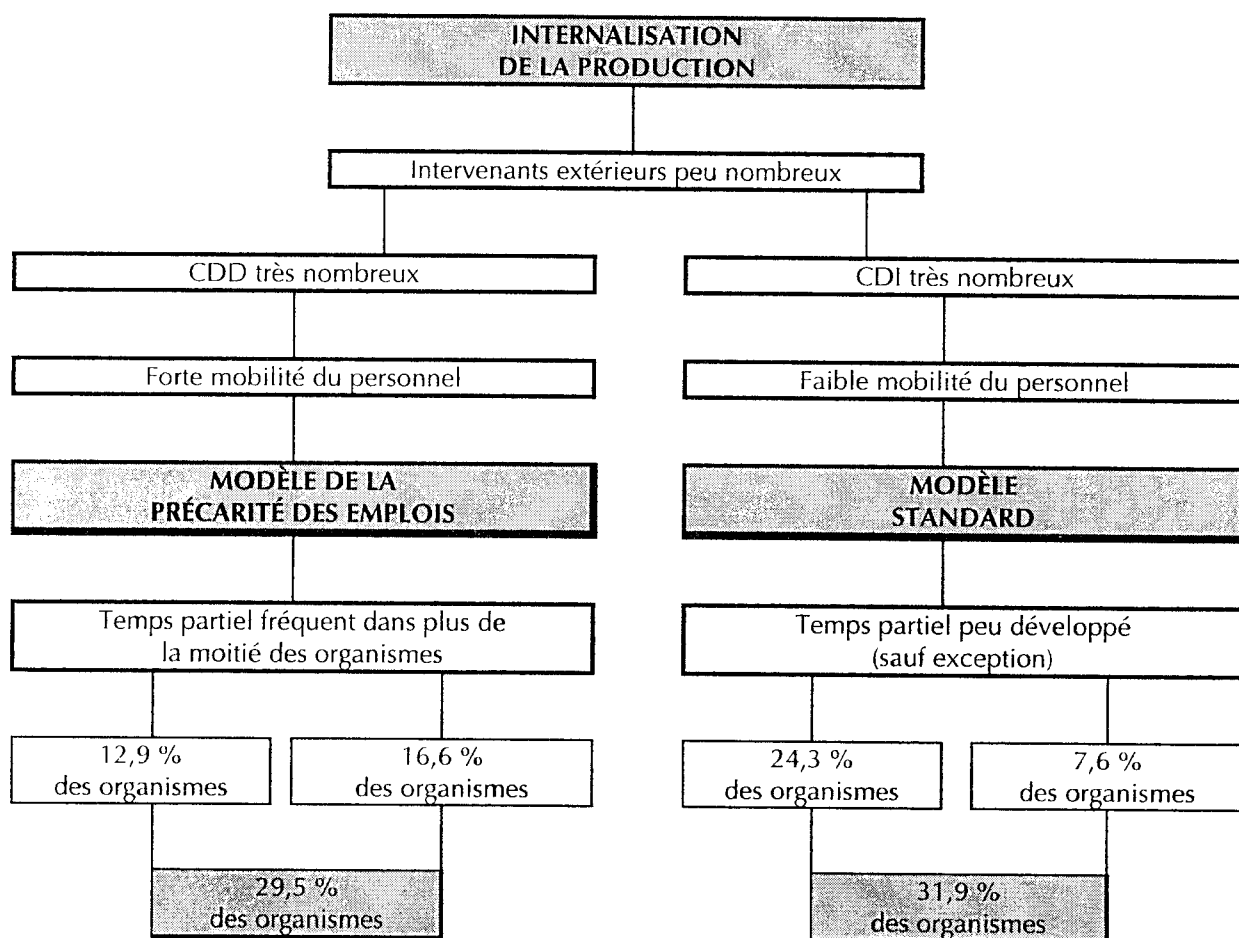 INTERNALISATION
DE LA PRODUCTION
Intervenants extérieurs peu nombreux
CDD très nombreux
Forte mobilité du personnel
MODÈLE DE LA
PRÉCARITÉ DES EMPLOIS
Temps partiel fréquent dans plus de
la moitié des organismes
12,9 %
des organismes
16,6 %
des organismes
29,5 %
des organismes
CDI très nombreux
Faible mobilité du personnel
MODÈLE
STANDARD
Temps partiel peu développé
(sauf exception)
24,3 %
des organismes
7,6 %
des organismes
31,9 %
des organismes